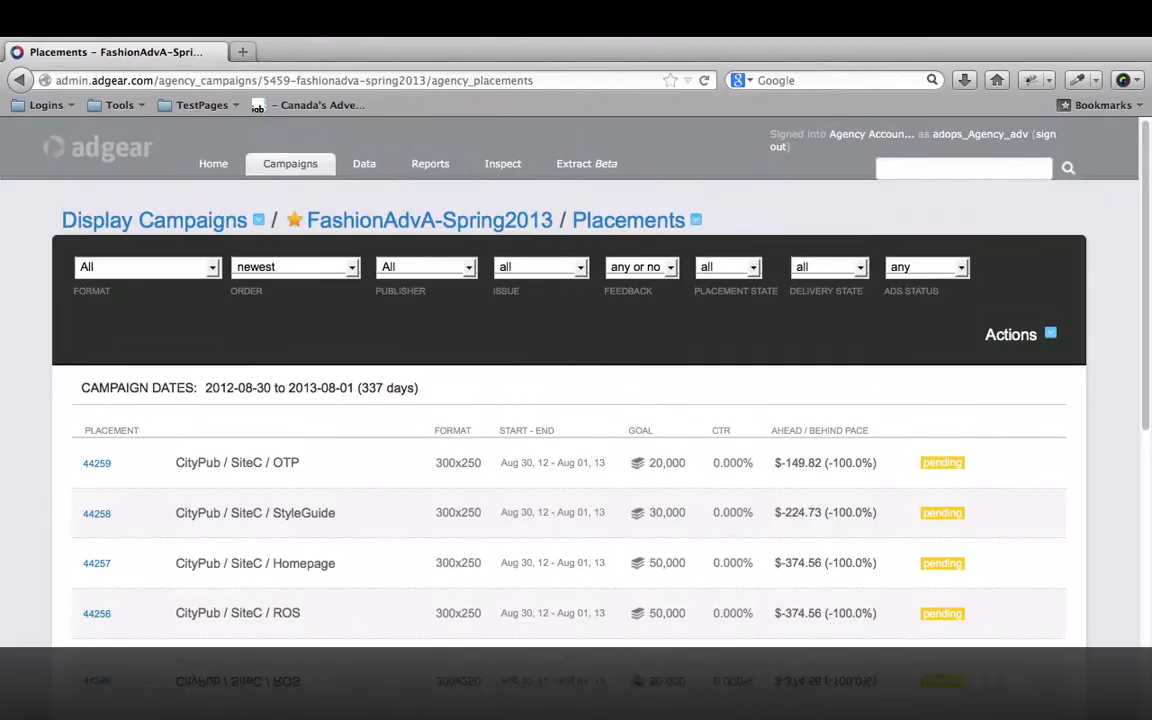 Placements - FashionAdvA-Spri...
admin.adgear.com/agency_campaigns/5459-fashionadva-spring2013/agency_placements
Google
Logins Tools TestPages iab - Canada's Adve... Bookmarks
Signed into Agency Accoun... as adops_Agency_adv (sign out)
adgear
Home Campaigns Data Reports Inspect Extract Beta
Display Campaigns / FashionAdvA-Spring2013 / Placements
All newest All all any or no all all any
FORMAT ORDER PUBLISHER ISSUE FEEDBACK PLACEMENT STATE DELIVERY STATE ADS STATUS
Actions
CAMPAIGN DATES: 2012-08-30 to 2013-08-01 (337 days)
PLACEMENT FORMAT START - END GOAL CTR AHEAD / BEHIND PACE
44259 CityPub / SiteC / OTP 300x250 Aug 30, 12 - Aug 01, 13 20,000 0.000% $-149.82 (-100.0%) pending
44258 CityPub / SiteC / StyleGuide 300x250 Aug 30, 12 - Aug 01, 13 30,000 0.000% $-224.73 (-100.0%) pending
44257 CityPub / SiteC / Homepage 300x250 Aug 30, 12 - Aug 01, 13 50,000 0.000% $-374.56 (-100.0%) pending
44256 CityPub / SiteC / ROS 300x250 Aug 30, 12 - Aug 01, 13 50,000 0.000% $-374.56 (-100.0%) pending